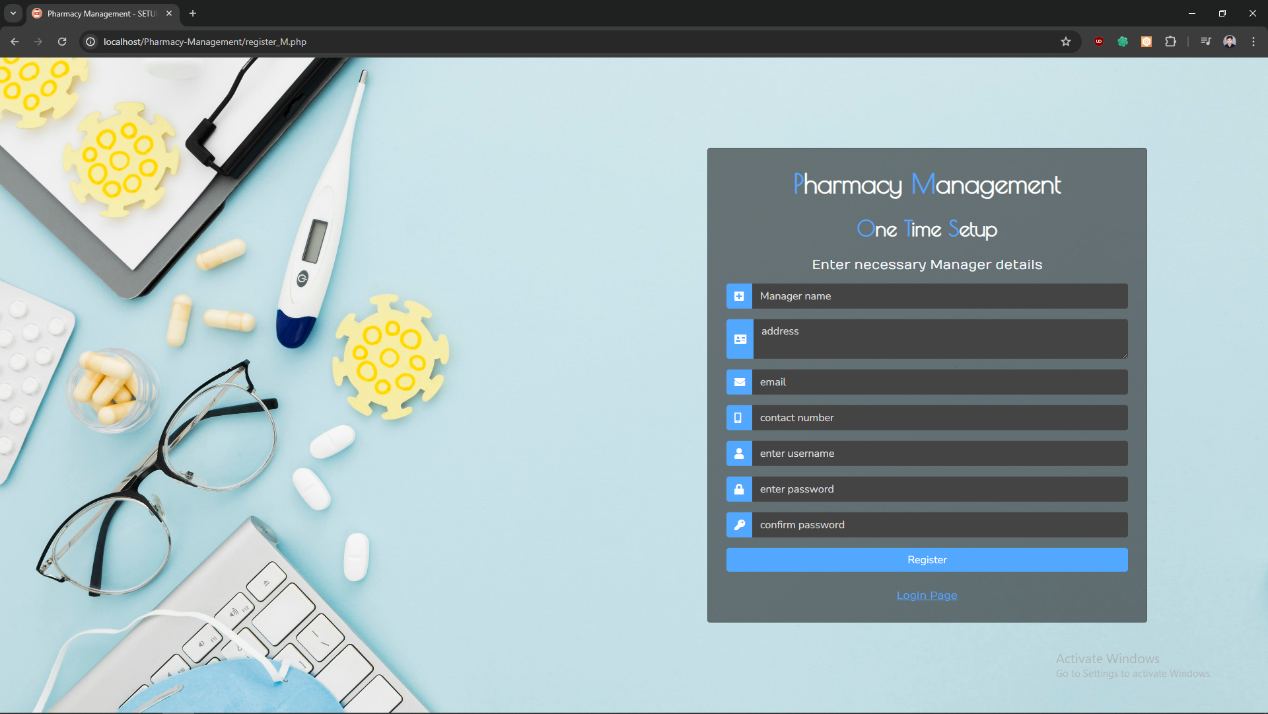 Pharmacy Management - SETU
localhost/Pharmacy-Management/register_M.php
Pharmacy Management
One Time Setup
Enter necessary Manager details
Manager name
address
email
contact number
enter username
enter password
confirm password
Register
Login Page
Activate Windows
Go to Settings to activate Windows.